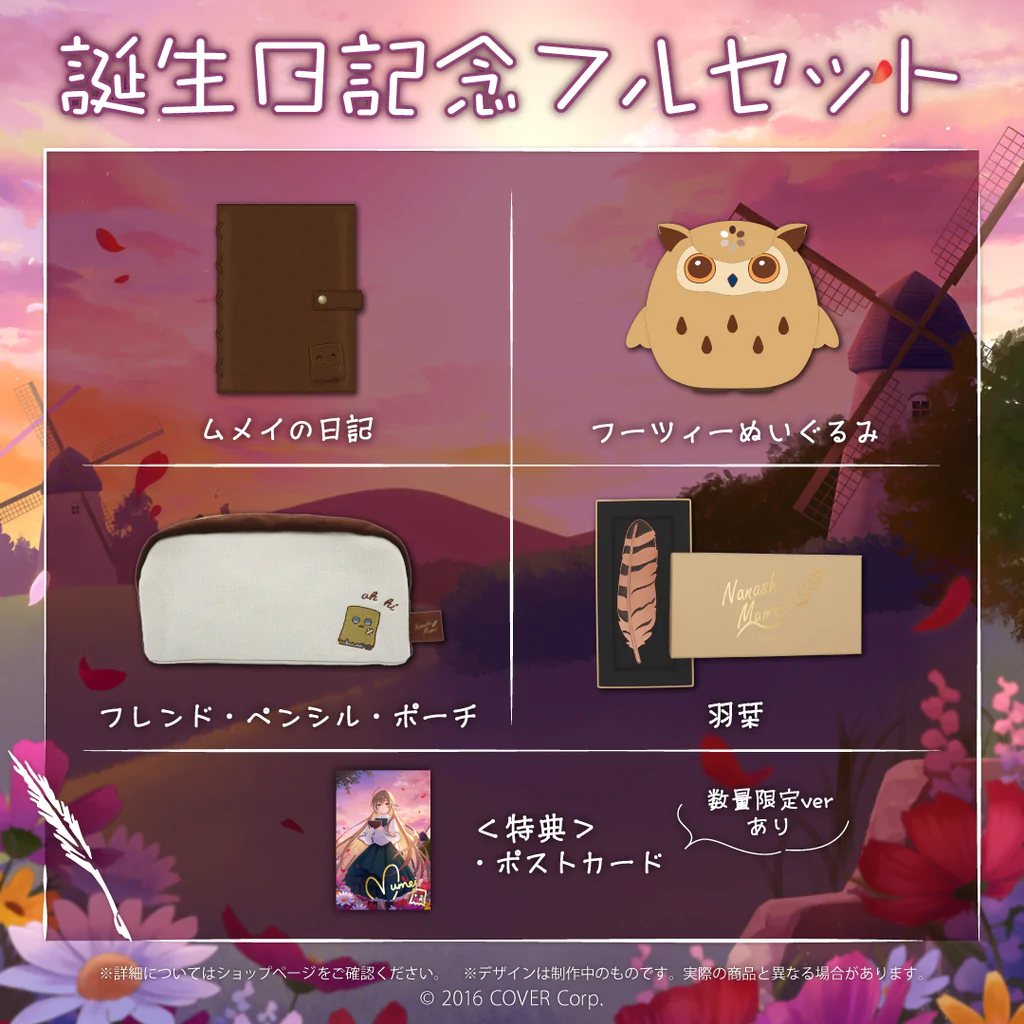 誕生日記念フルセット
ムメイの日記
フーツィーぬいぐるみ
uh hi
Nanashi
Mumei
フレンド・ペンシル・ポーチ
羽栞
Mumei
＜特典＞
・ポストカード
数量限定ver
あり
※詳細についてはショップページをご確認ください。 ※デザインは制作中のものです。実際の商品と異なる場合があります。
© 2016 COVER Corp.